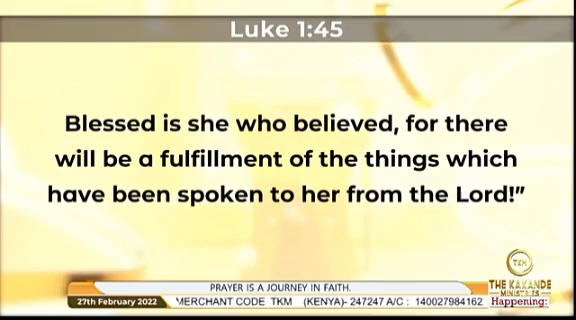 Luke 1:45
Blessed is she who believed, for there
will be a fulfillment of the things which
have been spoken to her from the Lord!”
TKM
PRAYER IS A JOURNEY IN FAITH.
THE KAKANDE
MINISTRIES
27th February 2022 MERCHANT CODE TKM (KENYA)- 247247 A/C : 140027984162 Happening: